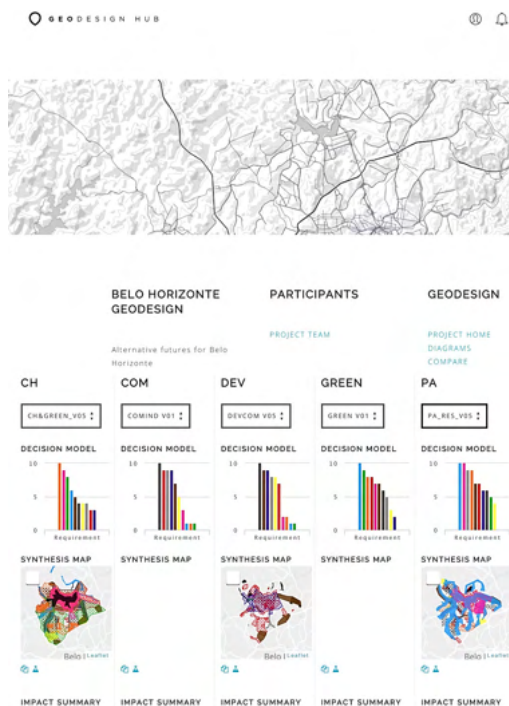 GEODESIGN HUB
BELO HORIZONTE GEODESIGN
PARTICIPANTS
GEODESIGN
Alternative futures for Belo Horizonte
PROJECT TEAM
PROJECT HOME
DIAGRAMS
COMPARE
CH COM DEV GREEN PA
CH&GREEN_V05 COMIND V01 DEVCOM V05 GREEN V01 PA_RES_V05
DECISION MODEL DECISION MODEL DECISION MODEL DECISION MODEL DECISION MODEL
10 10 10 10 10
5 5 5 5 5
0 0 0 0 0
Requirement Requirement Requirement Requirement Requirement
SYNTHESIS MAP SYNTHESIS MAP SYNTHESIS MAP SYNTHESIS MAP SYNTHESIS MAP
Belo Leaflet Belo Leaflet Belo Leaflet
IMPACT SUMMARY IMPACT SUMMARY IMPACT SUMMARY IMPACT SUMMARY IMPACT SUMMARY